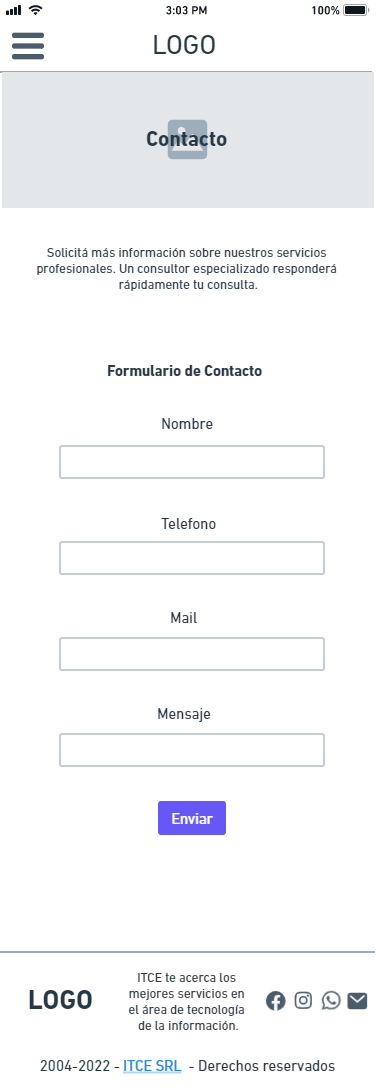 3:03 PM
100%
LOGO
Contacto
Solicitá más información sobre nuestros servicios
profesionales. Un consultor especializado responderá
rápidamente tu consulta.
Formulario de Contacto
Nombre
Telefono
Mail
Mensaje
Enviar
LOGO
ITCE te acerca los
mejores servicios en
el área de tecnología
de la información.
2004-2022 - ITCE SRL - Derechos reservados